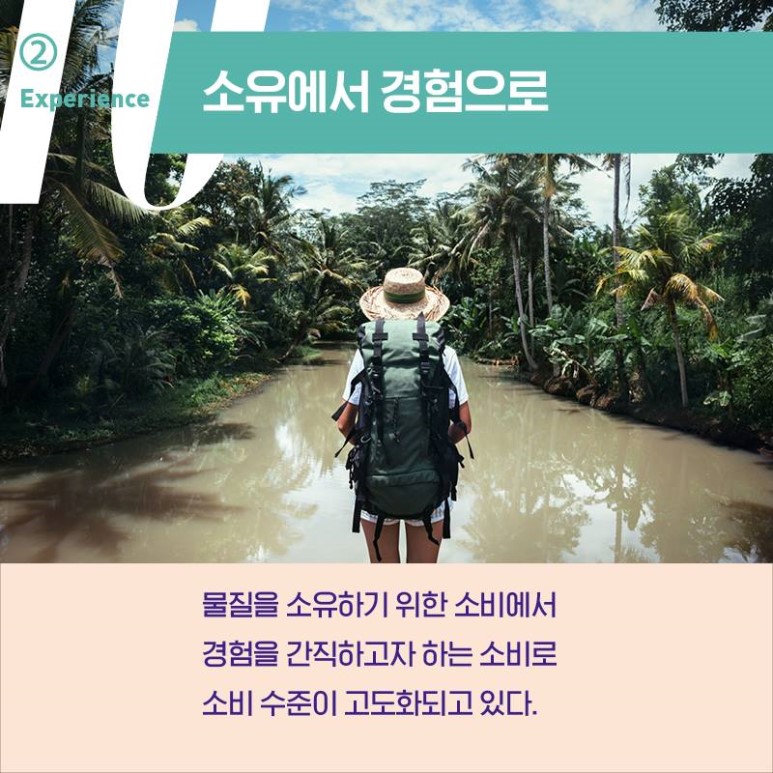 ②
Experience
소유에서 경험으로
물질을 소유하기 위한 소비에서
경험을 간직하고자 하는 소비로
소비 수준이 고도화되고 있다.